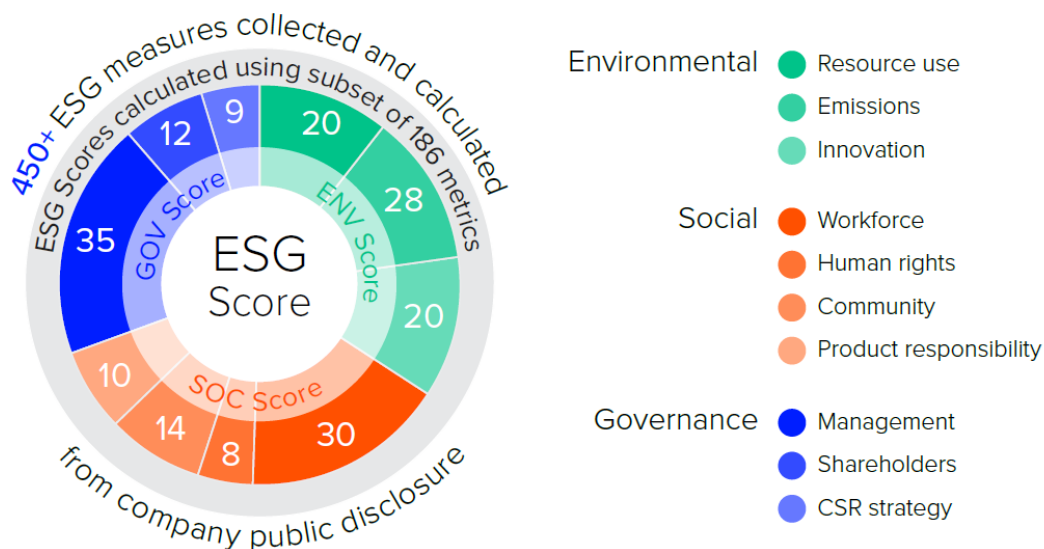 450+ ESG measures collected and calculated
ESG Scores calculated using subset of 186 metrics
from company public disclosure
ESG
Score
ENV Score
20
28
20
SOC Score
30
8
14
10
GOV Score
35
12
9
Environmental
Resource use
Emissions
Innovation
Social
Workforce
Human rights
Community
Product responsibility
Governance
Management
Shareholders
CSR strategy